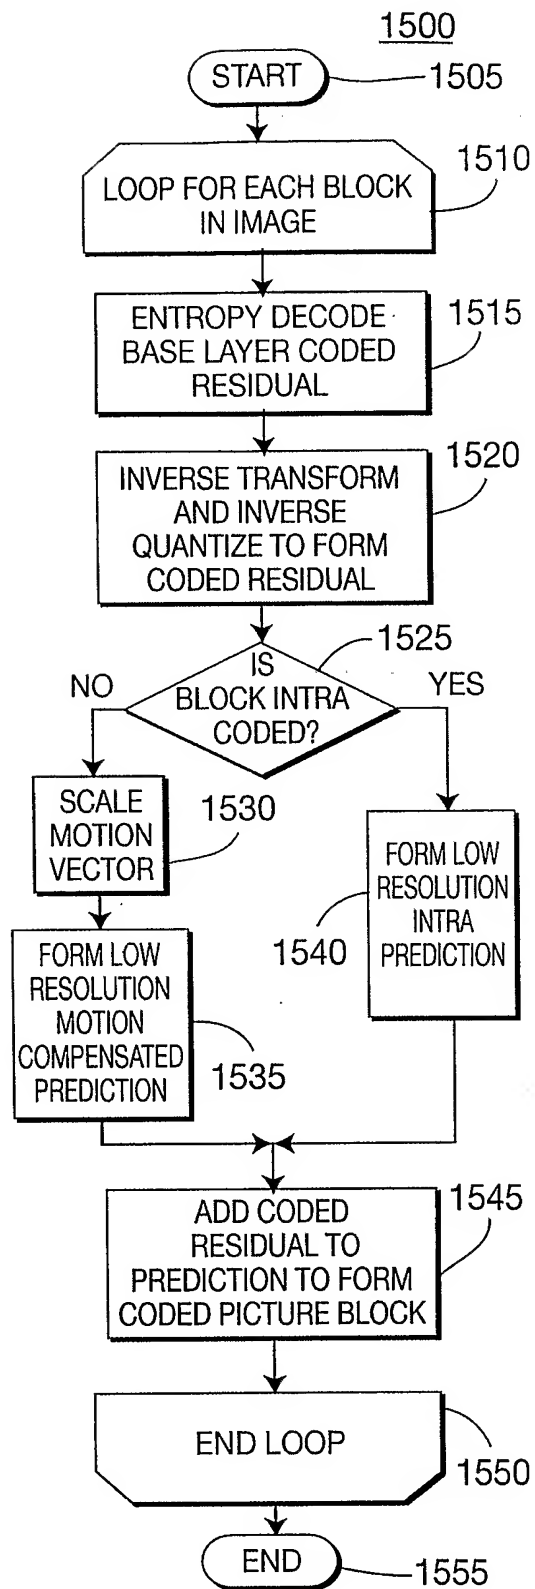 1500
START
1505
LOOP FOR EACH BLOCK
IN IMAGE
1510
ENTROPY DECODE
BASE LAYER CODED
RESIDUAL
1515
INVERSE TRANSFORM
AND INVERSE
QUANTIZE TO FORM
CODED RESIDUAL
1520
IS
BLOCK INTRA
CODED?
1525
NO
YES
SCALE
MOTION
VECTOR
1530
FORM LOW
RESOLUTION
INTRA
PREDICTION
1540
FORM LOW
RESOLUTION
MOTION
COMPENSATED
PREDICTION
1535
ADD CODED
RESIDUAL TO
PREDICTION TO FORM
CODED PICTURE BLOCK
1545
END LOOP
1550
END
1555